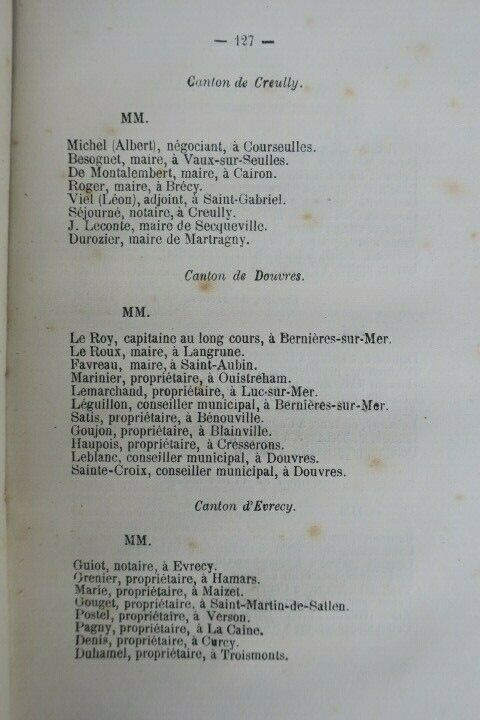 — 127 —
Canton de Creully.
MM.
Michel (Albert), négociant, à Courseulles.
Besognet, maire, à Vaux-sur-Seulles.
De Montalembert, maire, à Cairon.
Roger, maire, à Brécy.
Viel (Léon), adjoint, à Saint-Gabriel.
Séjourné, notaire, à Creully.
J. Leconte, maire de Secqueville.
Durozier, maire de Martragny.
Canton de Douvres.
MM.
Le Roy, capitaine au long cours, à Bernières-sur-Mer.
Le Roux, maire, à Langrune.
Favreau, maire, à Saint-Aubin.
Marinier, propriétaire, à Ouistreham.
Lemarchand, propriétaire, à Luc-sur-Mer.
Léguillon, conseiller municipal, à Bernières-sur-Mer.
Satis, propriétaire, à Bénouville.
Goujon, propriétaire, à Blainville.
Haupois, propriétaire, à Cresserons.
Leblanc, conseiller municipal, à Douvres.
Sainte-Croix, conseiller municipal, à Douvres.
Canton d'Evrecy.
MM.
Guiot, notaire, à Evrecy.
Grenier, propriétaire, à Hamars.
Marie, propriétaire, à Maizet.
Gouget, propriétaire, à Saint-Martin-de-Sallen.
Postel, propriétaire, à Verson.
Pagny, propriétaire, à La Caine.
Denis, propriétaire, à Curcy.
Duhamel, propriétaire, à Troismonts.